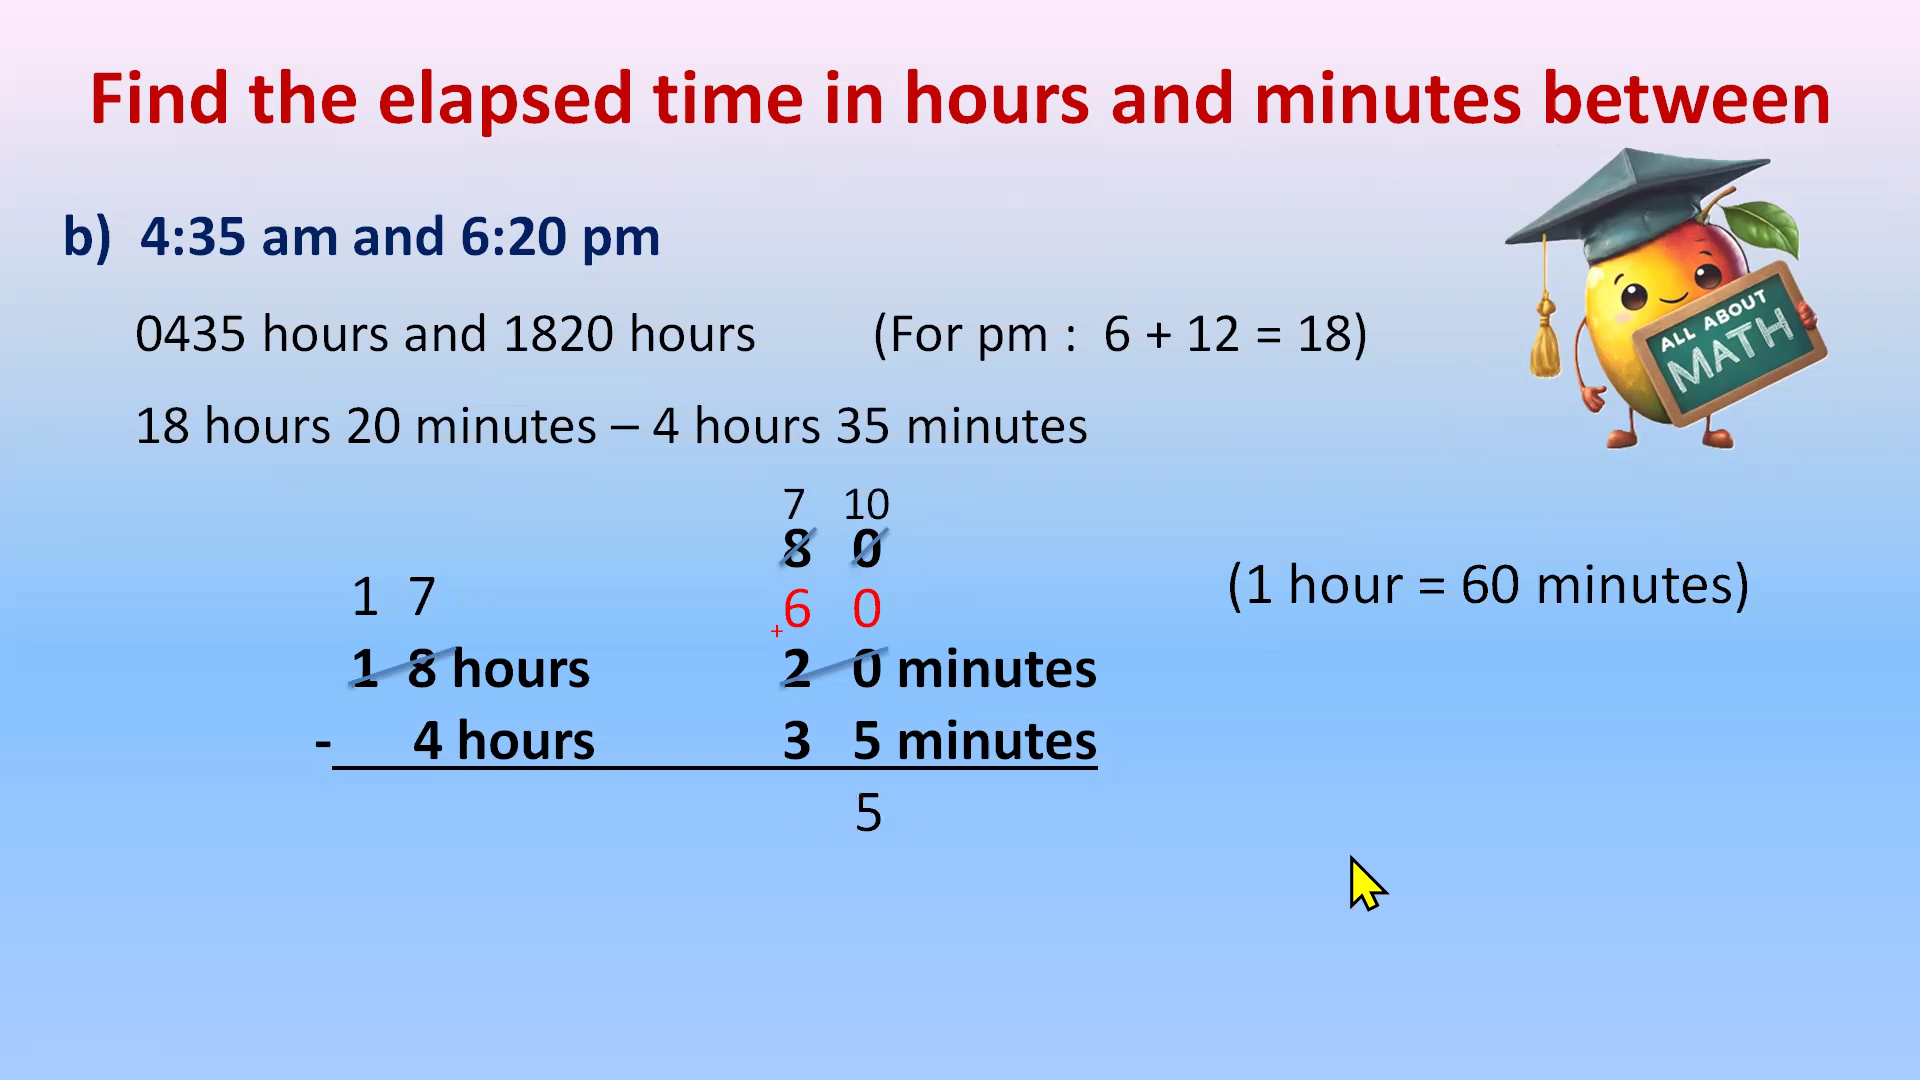 Find the elapsed time in hours and minutes between
b) 4:35 am and 6:20 pm
0435 hours and 1820 hours (For pm : 6 + 12 = 18)
ALL ABOUT
MATH
18 hours 20 minutes – 4 hours 35 minutes
7 10
8 0
(1 hour = 60 minutes)
1 7 + 6 0
1 8 hours 2 0 minutes
- 4 hours 3 5 minutes
5